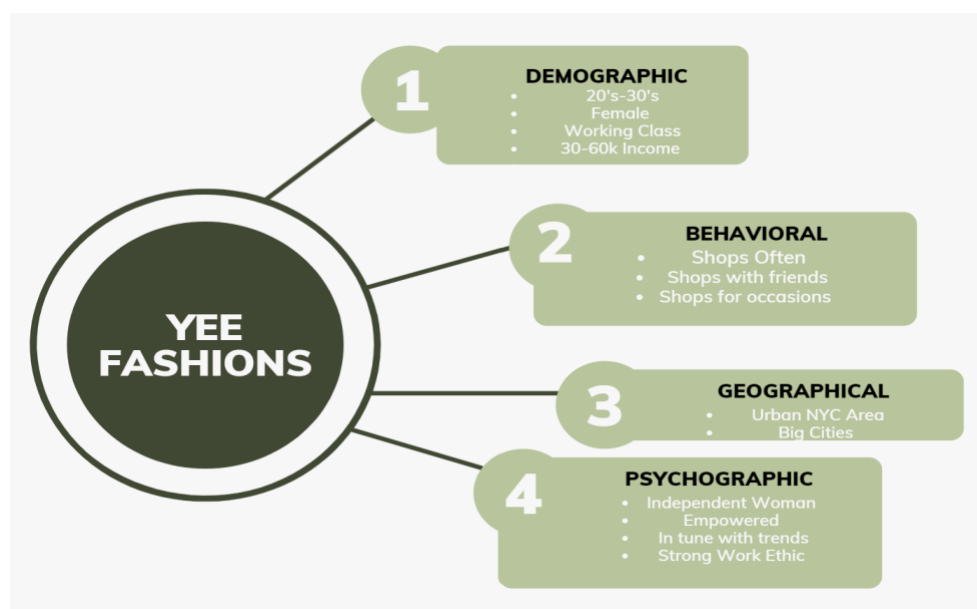 1
DEMOGRAPHIC
• 20's-30's
• Female
• Working Class
• 30-60k Income
2
BEHAVIORAL
• Shops Often
• Shops with friends
• Shops for occasions
YEE
FASHIONS
3
GEOGRAPHICAL
• Urban NYC Area
• Big Cities
4
PSYCHOGRAPHIC
• Independent Woman
• Empowered
• In tune with trends
• Strong Work Ethic